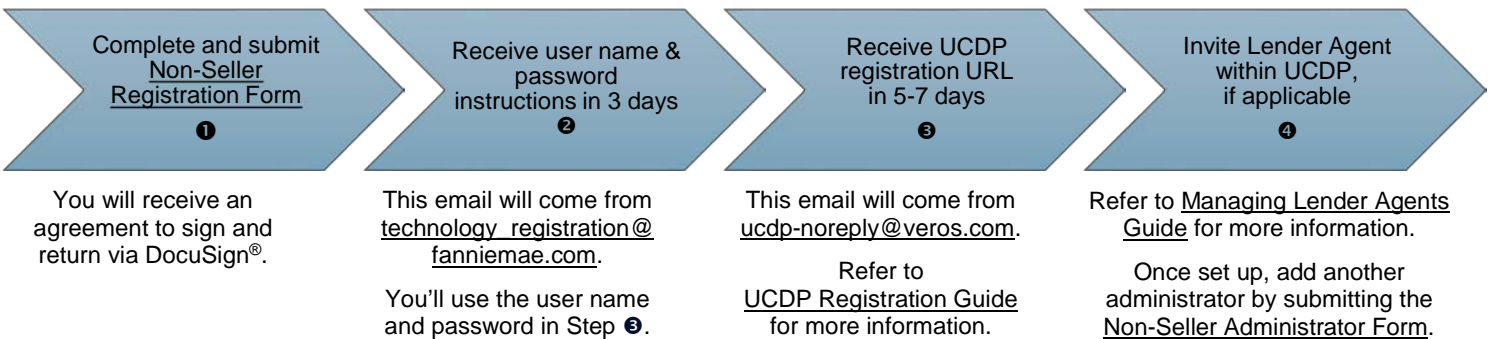 Complete and submit
Non-Seller
Registration Form
❶
Receive user name &
password
instructions in 3 days
❷
Receive UCDP
registration URL
in 5-7 days
❸
Invite Lender Agent
within UCDP,
if applicable
❹
You will receive an
agreement to sign and
return via DocuSign®.
This email will come from
technology_registration@
fanniemae.com.
You’ll use the user name
and password in Step ❸.
This email will come from
ucdp-noreply@veros.com.
Refer to
UCDP Registration Guide
for more information.
Refer to Managing Lender Agents
Guide for more information.
Once set up, add another
administrator by submitting the
Non-Seller Administrator Form.